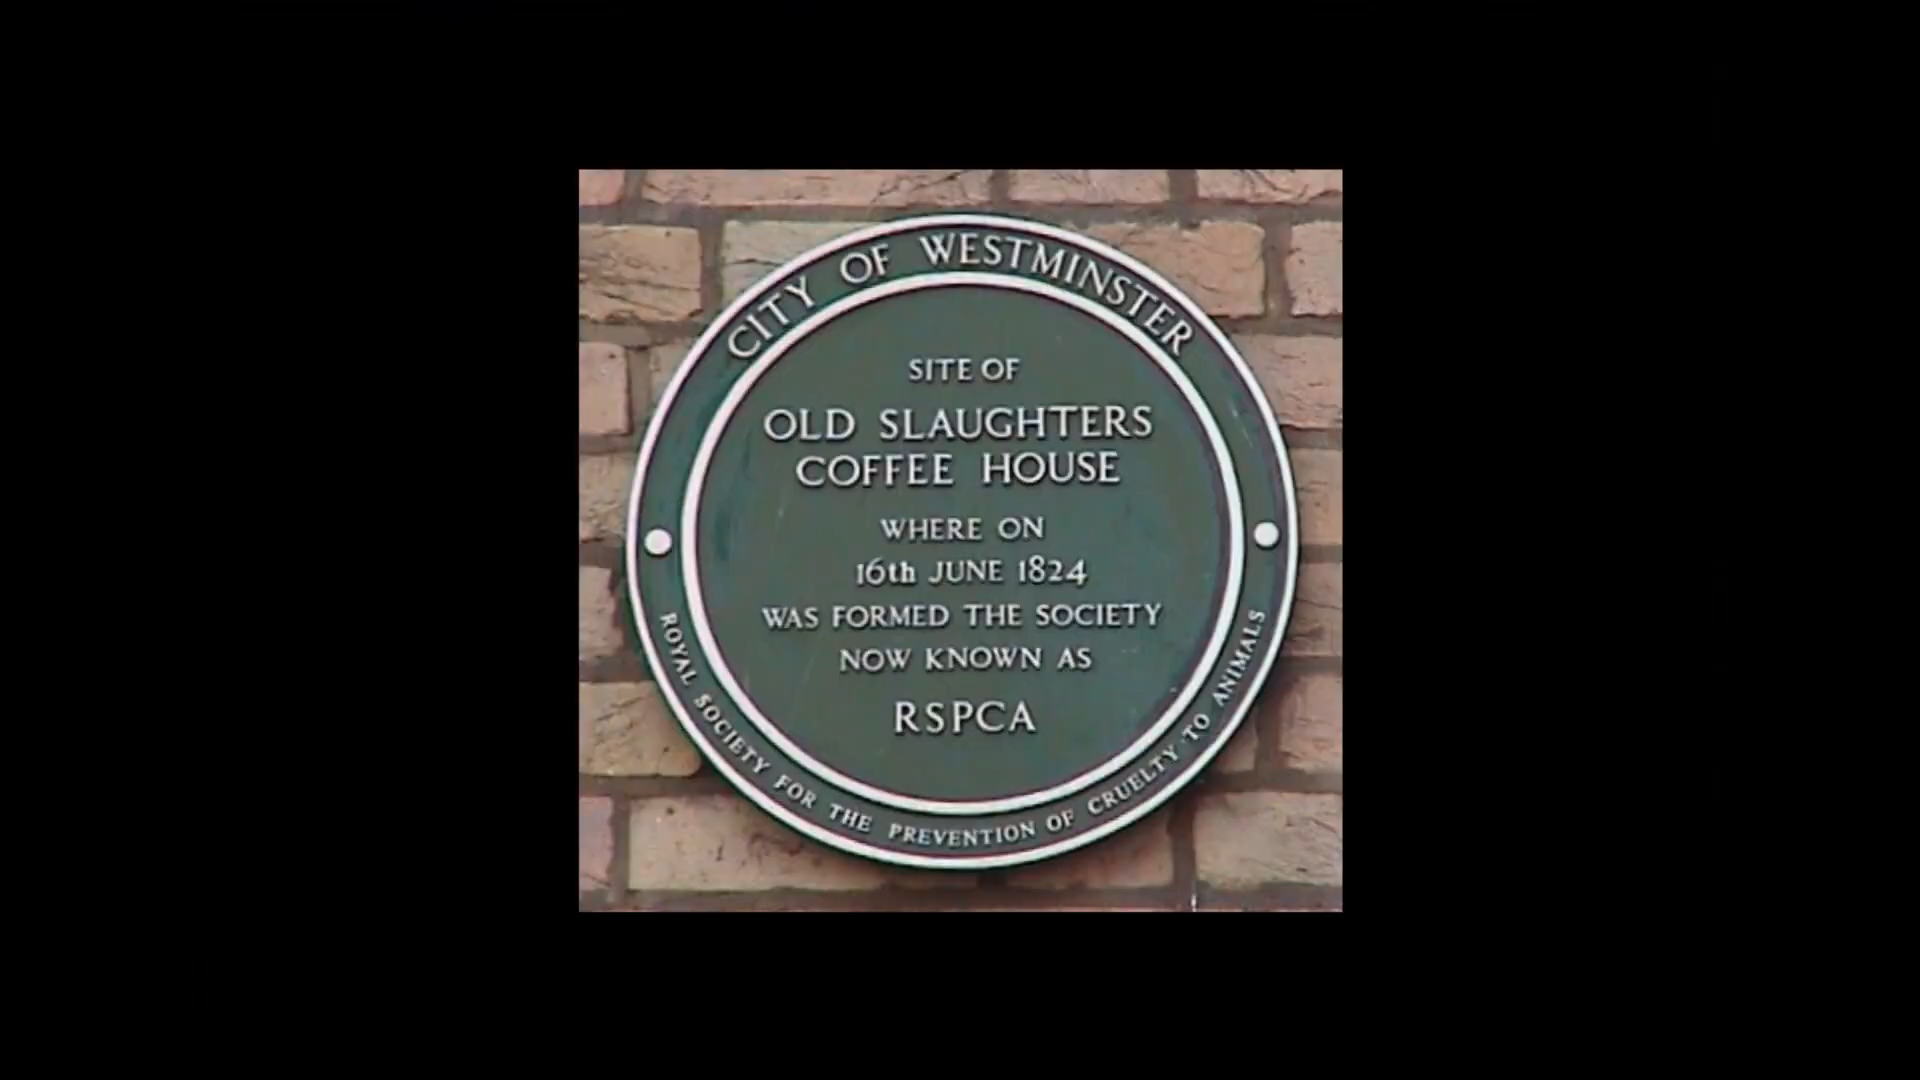 CITY OF WESTMINSTER
SITE OF
OLD SLAUGHTERS
COFFEE HOUSE
WHERE ON
16th JUNE 1824
WAS FORMED THE SOCIETY
NOW KNOWN AS
RSPCA
ROYAL SOCIETY FOR THE PREVENTION OF CRUELTY TO ANIMALS